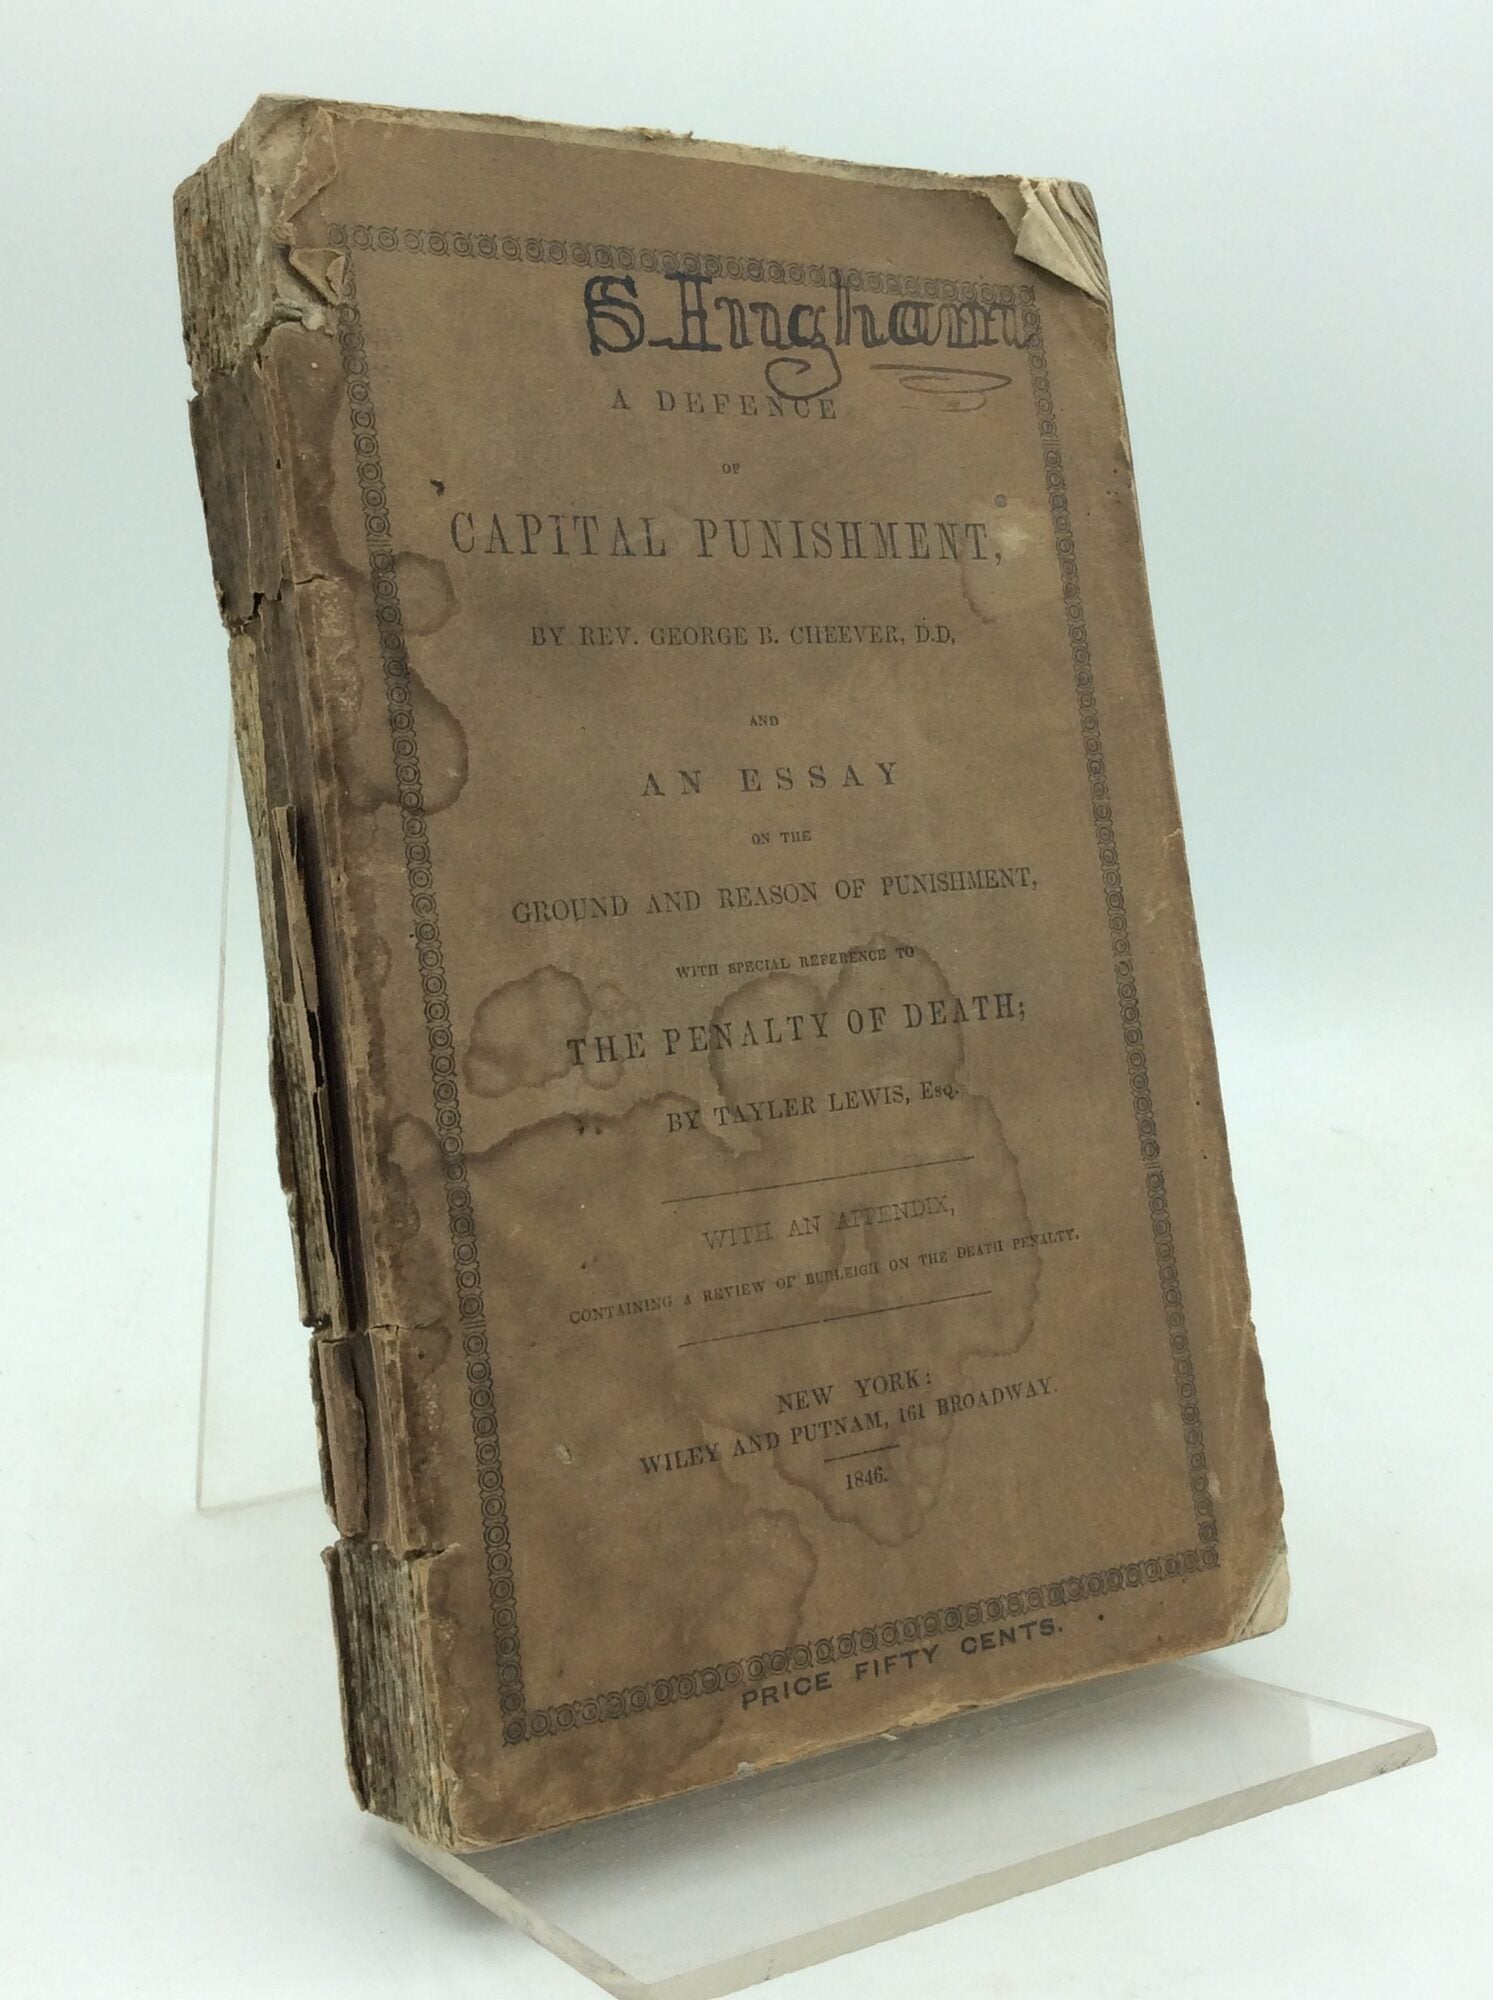 S. Ingham
A DEFENCE
OF
CAPITAL PUNISHMENT,
BY REV. GEORGE B. CHEEVER, D.D,
AND
AN ESSAY
ON THE
GROUND AND REASON OF PUNISHMENT,
WITH SPECIAL REFERENCE TO
THE PENALTY OF DEATH;
BY TAYLER LEWIS, ESQ.
WITH AN APPENDIX,
CONTAINING A REVIEW OF BURLEIGH ON THE DEATH PENALTY.
NEW YORK:
WILEY AND PUTNAM, 161 BROADWAY.
1846.
PRICE FIFTY CENTS.